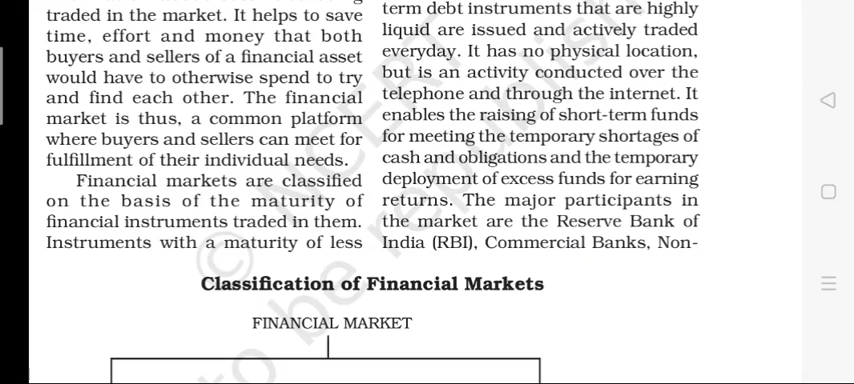 traded in the market. It helps to save
time, effort and money that both
buyers and sellers of a financial asset
would have to otherwise spend to try
and find each other. The financial
market is thus, a common platform
where buyers and sellers can meet for
fulfillment of their individual needs.
Financial markets are classified
on the basis of the maturity of
financial instruments traded in them.
Instruments with a maturity of less
term debt instruments that are highly
liquid are issued and actively traded
everyday. It has no physical location,
but is an activity conducted over the
telephone and through the internet. It
enables the raising of short-term funds
for meeting the temporary shortages of
cash and obligations and the temporary
deployment of excess funds for earning
returns. The major participants in
the market are the Reserve Bank of
India (RBI), Commercial Banks, Non-
Classification of Financial Markets
FINANCIAL MARKET
© NCERT
to be republish